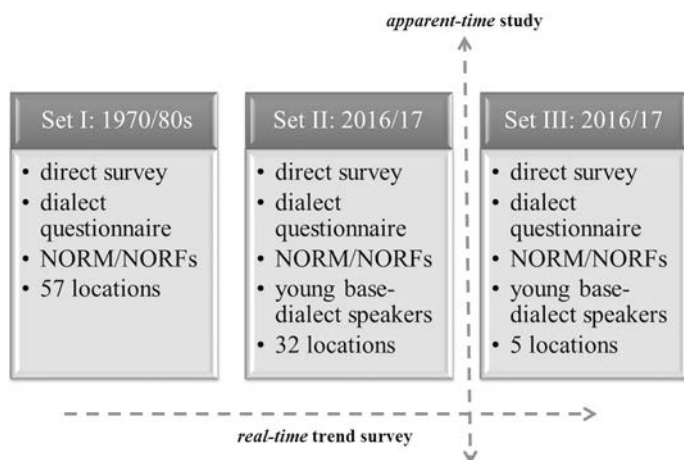 apparent-time study
Set I: 1970/80s
• direct survey
• dialect
questionnaire
• NORM/NORFs
• 57 locations
Set II: 2016/17
• direct survey
• dialect
questionnaire
• NORM/NORFs
• young base-
dialect speakers
• 32 locations
Set III: 2016/17
• direct survey
• dialect
questionnaire
• NORM/NORFs
• young base-
dialect speakers
• 5 locations
real-time trend survey